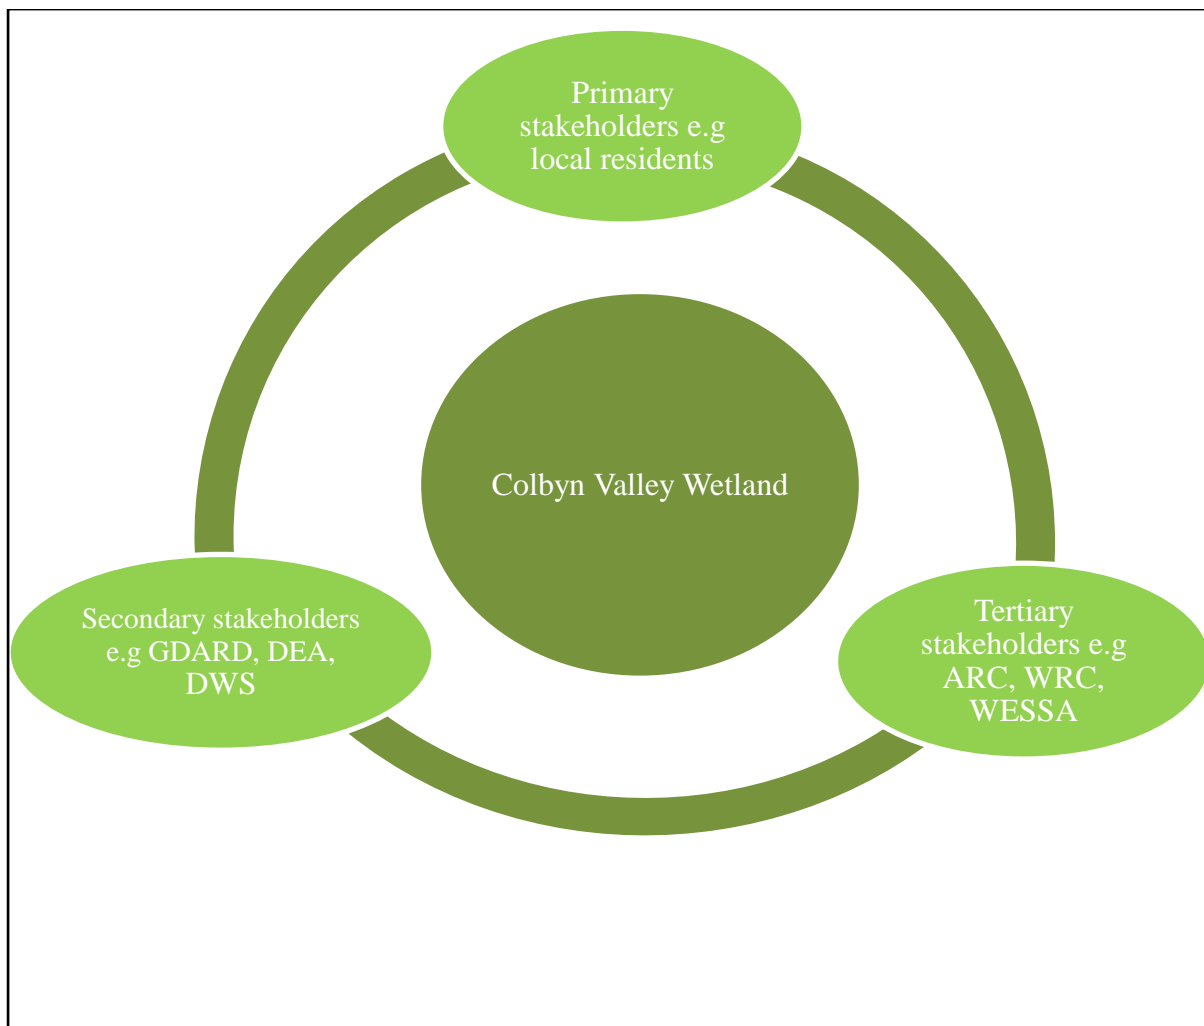 Primary
stakeholders e.g
local residents
Colbyn Valley Wetland
Secondary stakeholders
e.g GDARD, DEA,
DWS
Tertiary
stakeholders e.g
ARC, WRC,
WESSA